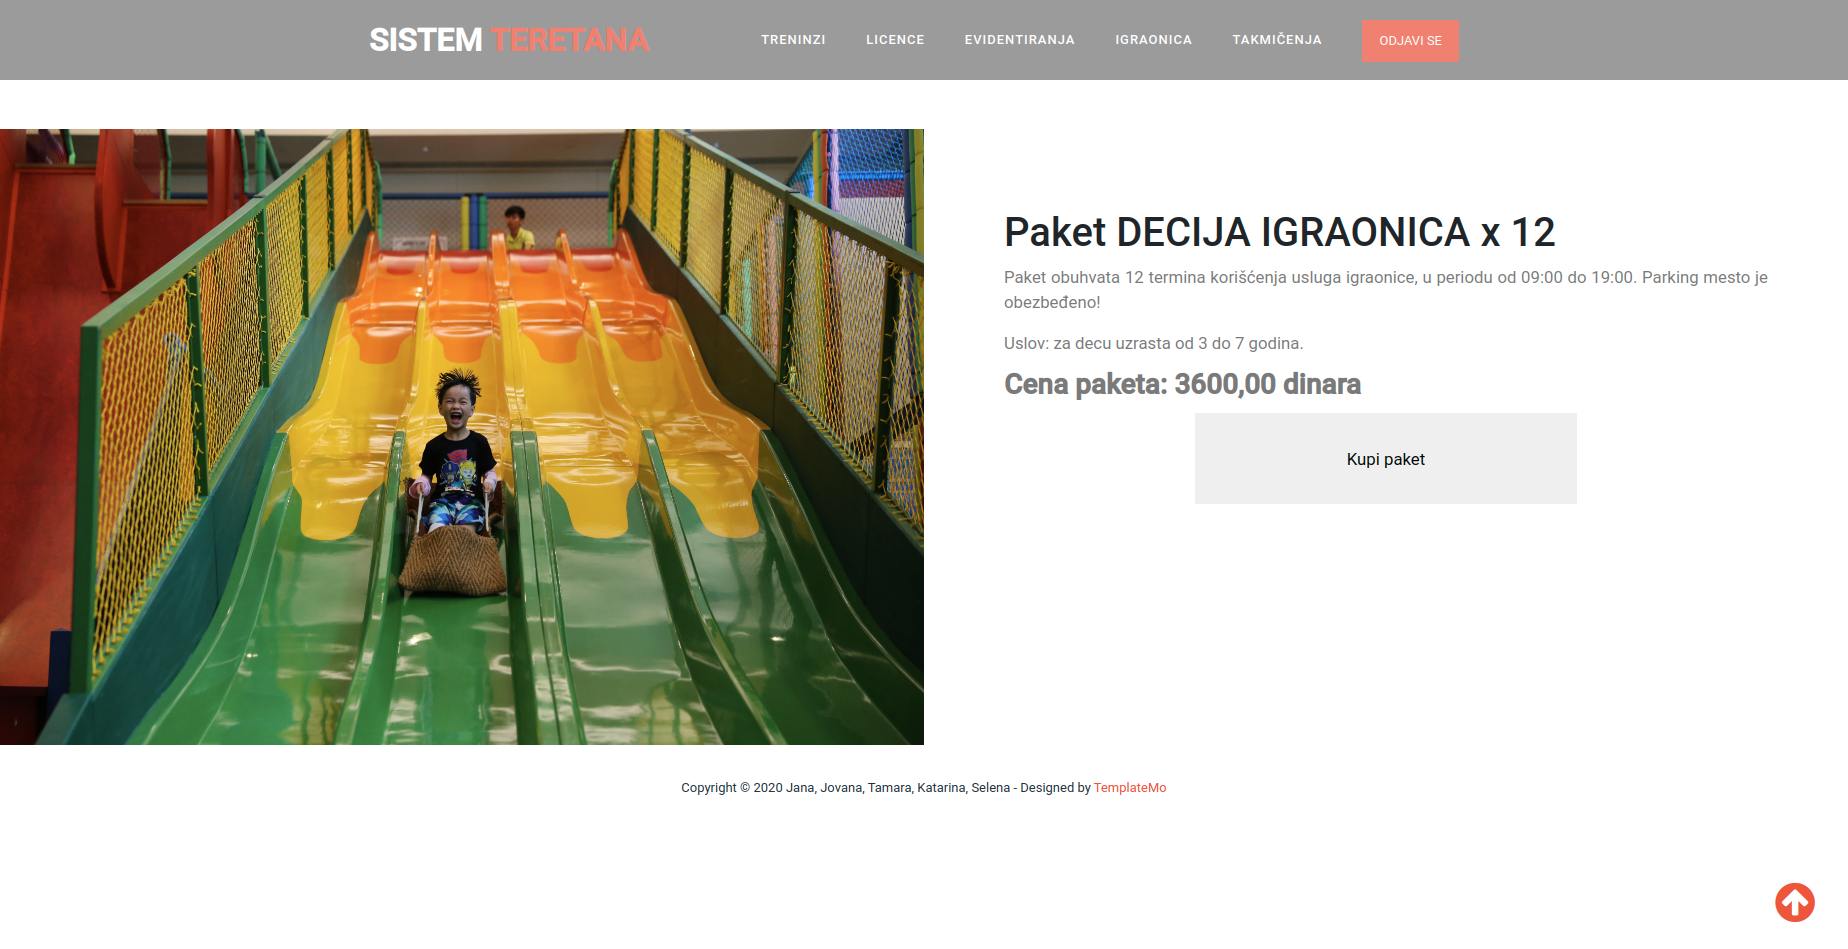 SISTEM TERETANA
TRENINZI
LICENCE
EVIDENTIRANJA
IGRAONICA
TAKMIČENJA
ODJAVI SE
Paket DECIJA IGRAONICA x 12
Paket obuhvata 12 termina korišćenja usluga igraonice, u periodu od 09:00 do 19:00. Parking mesto je
obezbeđeno!
Uslov: za decu uzrasta od 3 do 7 godina.
Cena paketa: 3600,00 dinara
Kupi paket
Copyright © 2020 Jana, Jovana, Tamara, Katarina, Selena - Designed by TemplateMo